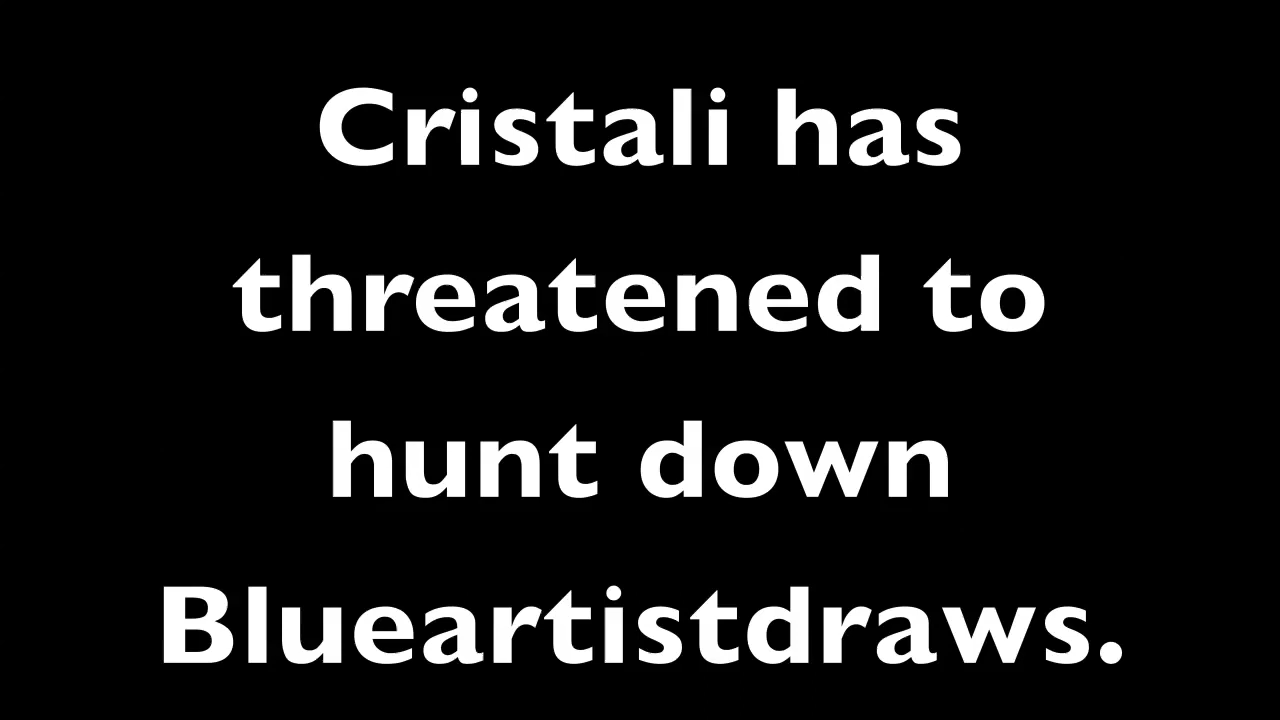 Cristali has
threatened to
hunt down
Blueartistdraws.